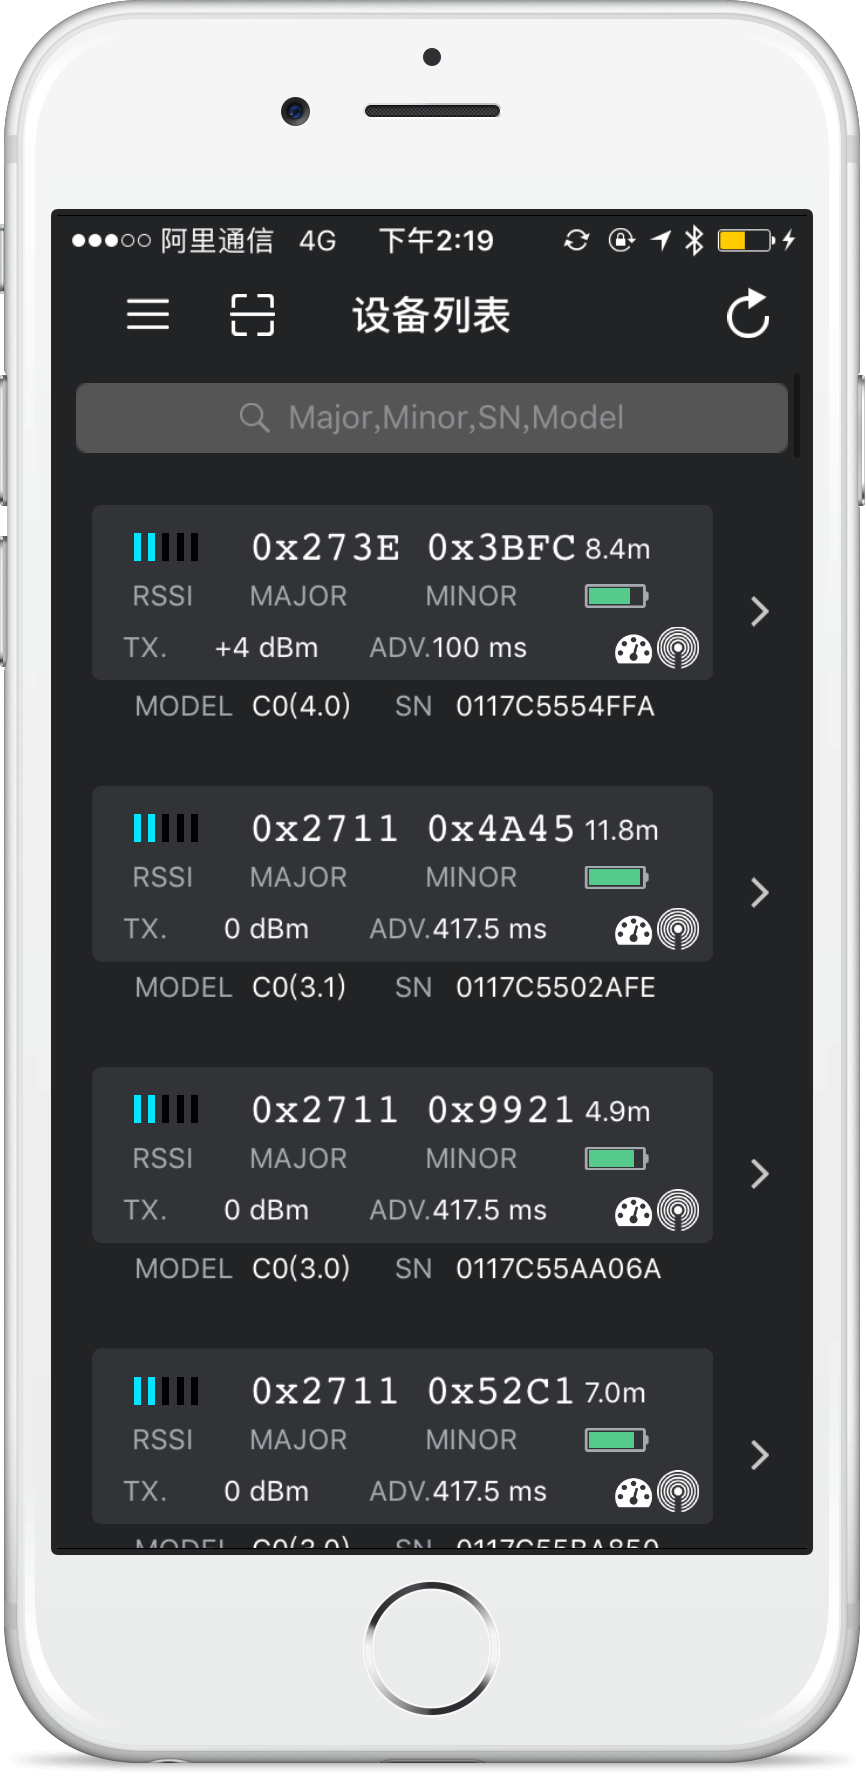 阿里通信 4G 下午2:19
设备列表
Major,Minor,SN,Model
0x273E 0x3BFC 8.4m
RSSI MAJOR MINOR
TX. +4 dBm ADV.100 ms
MODEL C0(4.0) SN 0117C5554FFA
0x2711 0x4A45 11.8m
RSSI MAJOR MINOR
TX. 0 dBm ADV.417.5 ms
MODEL C0(3.1) SN 0117C5502AFE
0x2711 0x9921 4.9m
RSSI MAJOR MINOR
TX. 0 dBm ADV.417.5 ms
MODEL C0(3.0) SN 0117C55AA06A
0x2711 0x52C1 7.0m
RSSI MAJOR MINOR
TX. 0 dBm ADV.417.5 ms
MODEL SN